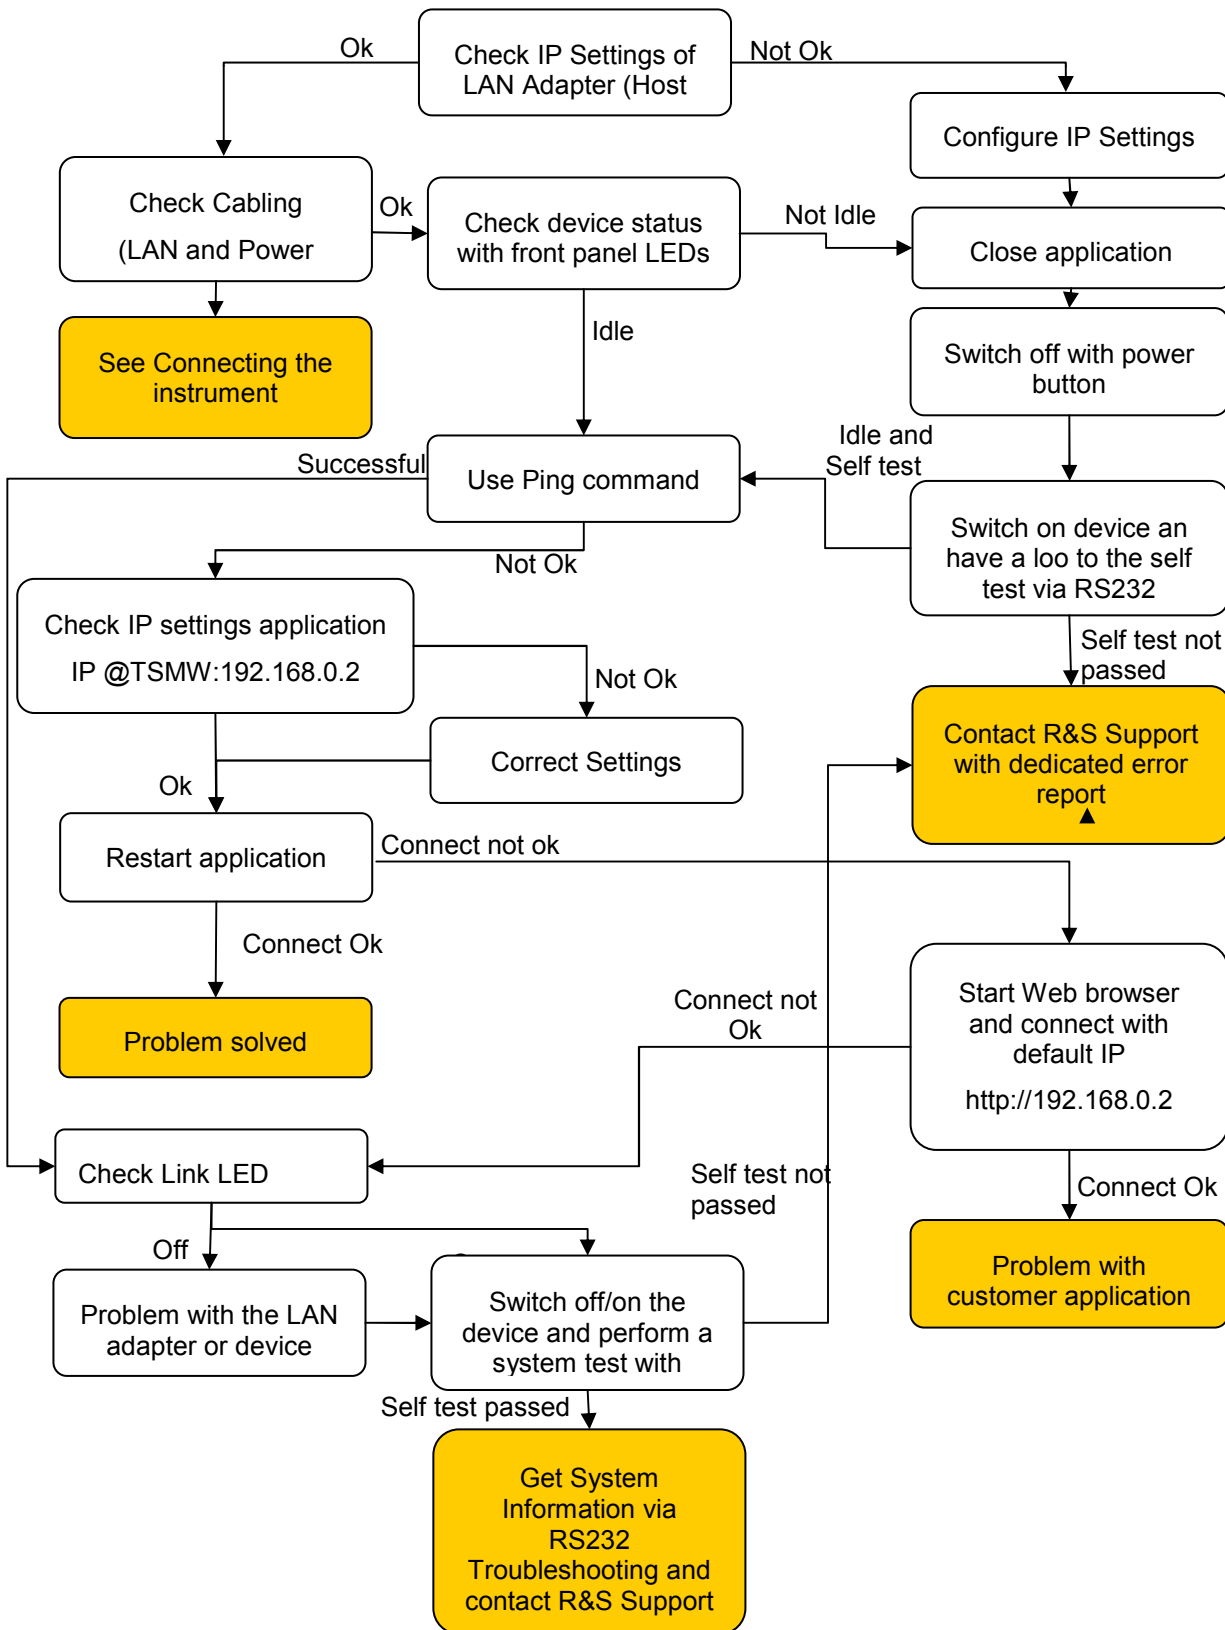 Ok
Check IP Settings of
LAN Adapter (Host
Not Ok
Configure IP Settings
Check Cabling
(LAN and Power
Ok
Check device status
with front panel LEDs
Not Idle
Close application
See Connecting the
instrument
Idle
Switch off with power
button
Successful
Use Ping command
Idle and
Self test
Switch on device an
have a loo to the self
test via RS232
Not Ok
Check IP settings application
IP @TSMW:192.168.0.2
Not Ok
Self test not
passed
Correct Settings
Contact R&S Support
with dedicated error
report
Ok
Restart application
Connect not ok
Connect Ok
Problem solved
Connect not
Ok
Start Web browser
and connect with
default IP
http://192.168.0.2
Check Link LED
Self test not
passed
Connect Ok
Off
Problem with the LAN
adapter or device
Switch off/on the
device and perform a
system test with
Problem with
customer application
Self test passed
Get System
Information via
RS232
Troubleshooting and
contact R&S Support